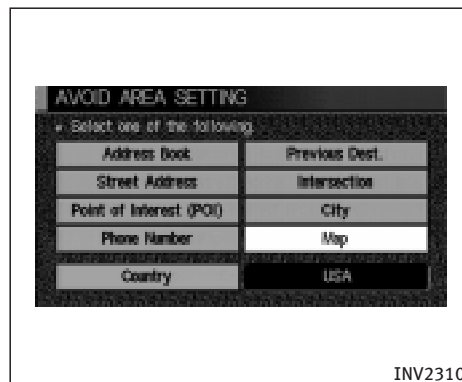 AVOID AREA SETTING
Select one of the following.
Address Book Previous Dest.
Street Address Intersection
Point of Interest (POI) City
Phone Number Map
Country USA
INV2310